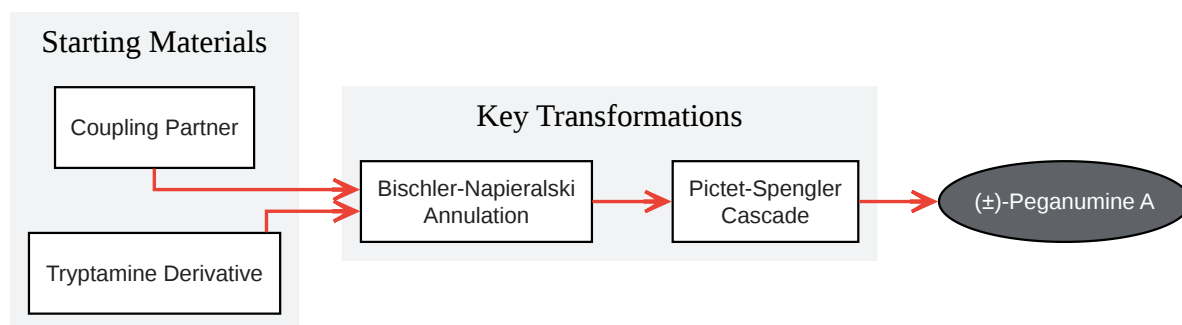 Starting Materials
Coupling Partner
Tryptamine Derivative
Key Transformations
Bischler-Napieralski
Annulation
Pictet-Spengler
Cascade
(±)-Peganumine A